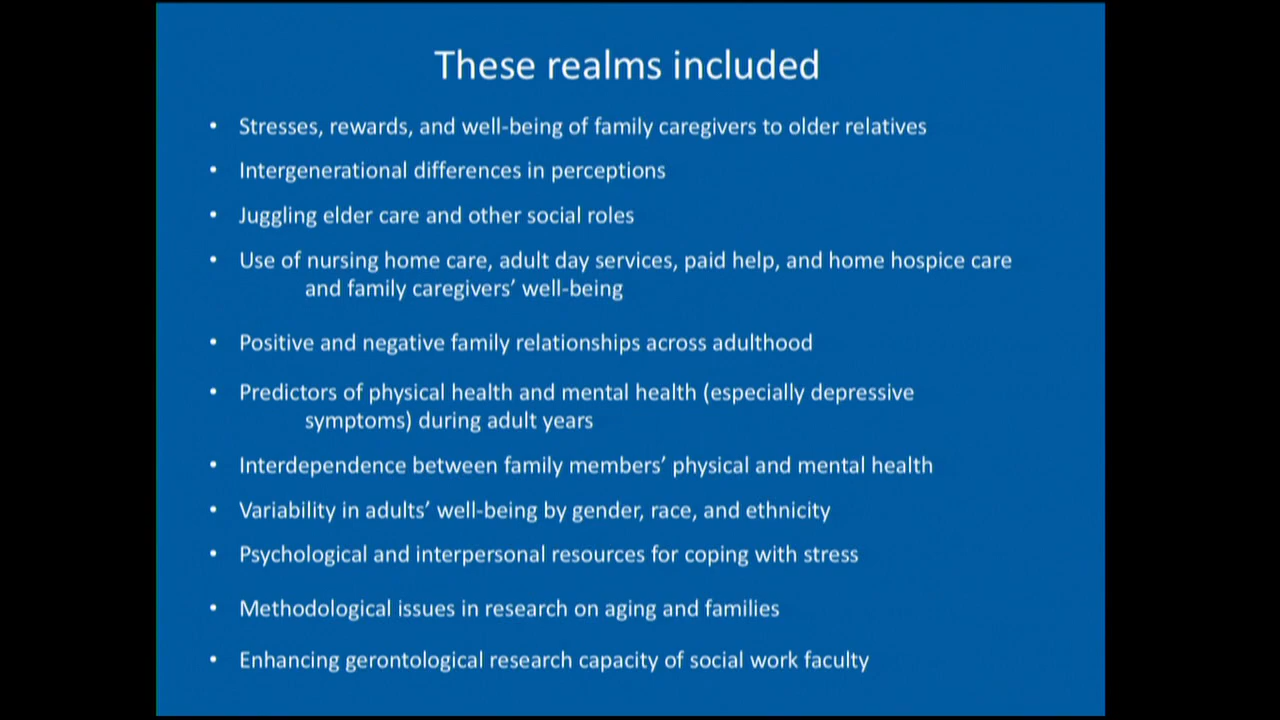 These realms included
• Stresses, rewards, and well-being of family caregivers to older relatives
• Intergenerational differences in perceptions
• Juggling elder care and other social roles
• Use of nursing home care, adult day services, paid help, and home hospice care
and family caregivers’ well-being
• Positive and negative family relationships across adulthood
• Predictors of physical health and mental health (especially depressive
symptoms) during adult years
• Interdependence between family members’ physical and mental health
• Variability in adults’ well-being by gender, race, and ethnicity
• Psychological and interpersonal resources for coping with stress
• Methodological issues in research on aging and families
• Enhancing gerontological research capacity of social work faculty